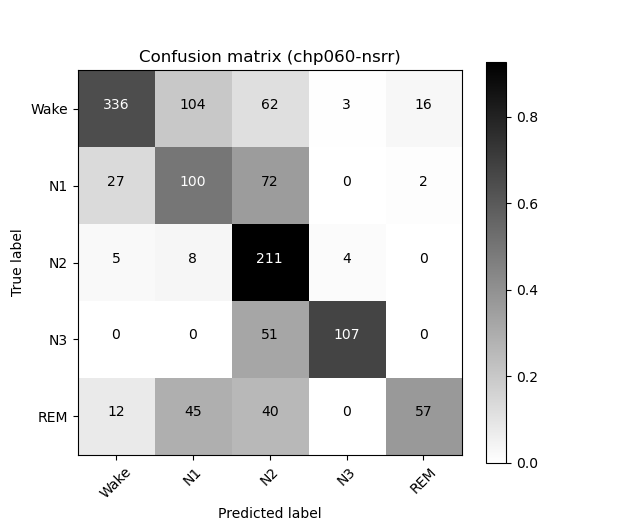 Confusion matrix (chp060-nsrr)
Wake 336 104 62 3 16
N1 27 100 72 0 2
N2 5 8 211 4 0
N3 0 0 51 107 0
REM 12 45 40 0 57
Wake N1 N2 N3 REM
Predicted label
True label
0.8
0.6
0.4
0.2
0.0